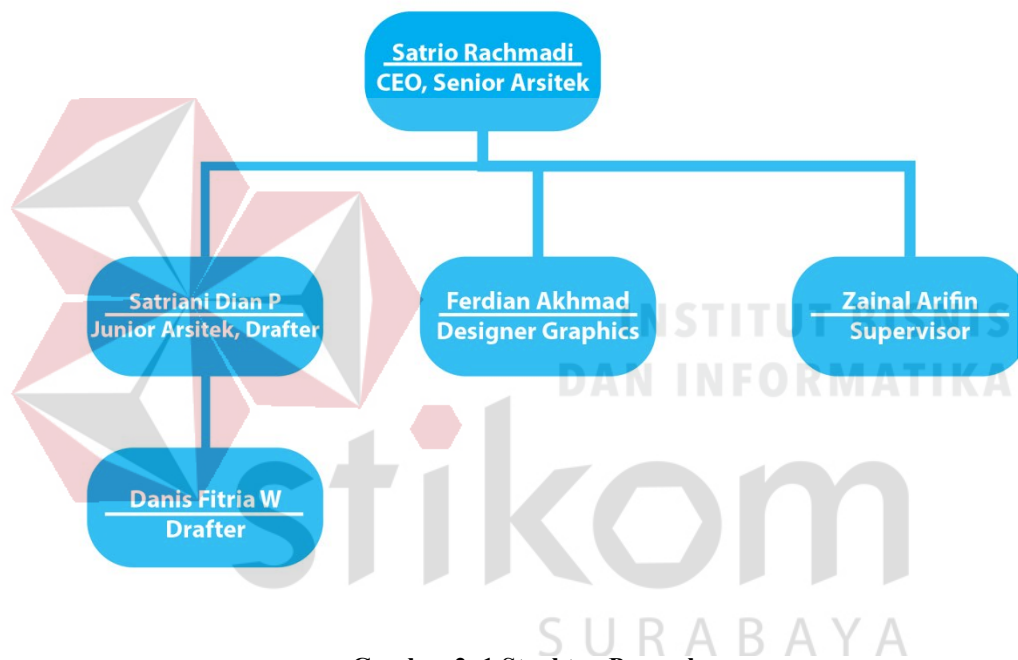 Satrio Rachmadi
CEO, Senior Arsitek
Satriani Dian P
Junior Arsitek, Drafter
Ferdian Akhmad
Designer Graphics
Zainal Arifin
Supervisor
INSTITUT BISNIS
DAN INFORMATIKA
Danis Fitria W
Drafter
stikom
SURABAYA